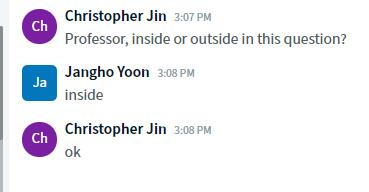 Ch
Christopher Jin 3:07 PM
Professor, inside or outside in this question?
Ja
Jangho Yoon 3:08 PM
inside
Ch
Christopher Jin 3:08 PM
ok